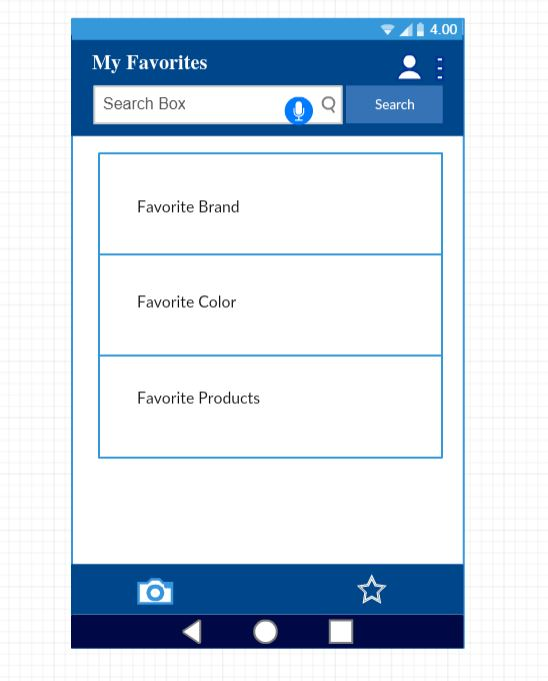 4.00
My Favorites
Search Box
Search
Favorite Brand
Favorite Color
Favorite Products